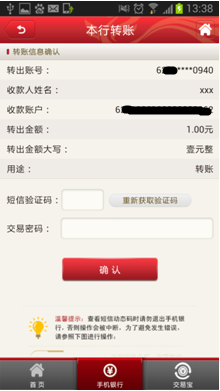 13:38
本行转账
转账信息确认
转出账号： 6 ****0940
收款人姓名： xxx
收款账户： 6
转出金额： 1.00元
转出金额大写： 壹元整
用途： 转账
短信验证码： 重新获取验证码
交易密码：
确 认
温馨提示：查看短信动态码时请勿退出手机银
行，否则操作会被中断。为了避免发生错误，
请参照下图进行操作：
首 页 手机银行 交易宝